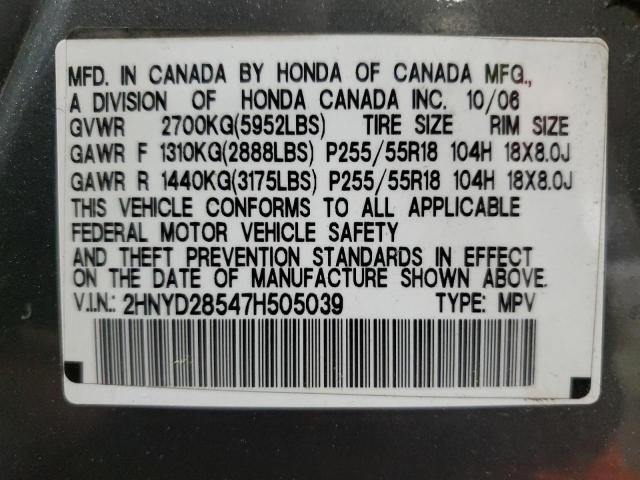 MFD. IN CANADA BY HONDA OF CANADA MFG.,
A DIVISION OF HONDA CANADA INC. 10/06
GVWR 2700KG(5952LBS) TIRE SIZE RIM SIZE
GAWR F 1310KG(2888LBS) P255/55R18 104H 18X8.0J
GAWR R 1440KG(3175LBS) P255/55R18 104H 18X8.0J
THIS VEHICLE CONFORMS TO ALL APPLICABLE
FEDERAL MOTOR VEHICLE SAFETY
AND THEFT PREVENTION STANDARDS IN EFFECT
ON THE DATE OF MANUFACTURE SHOWN ABOVE.
V.I.N.: 2HNYD28547H505039 TYPE: MPV